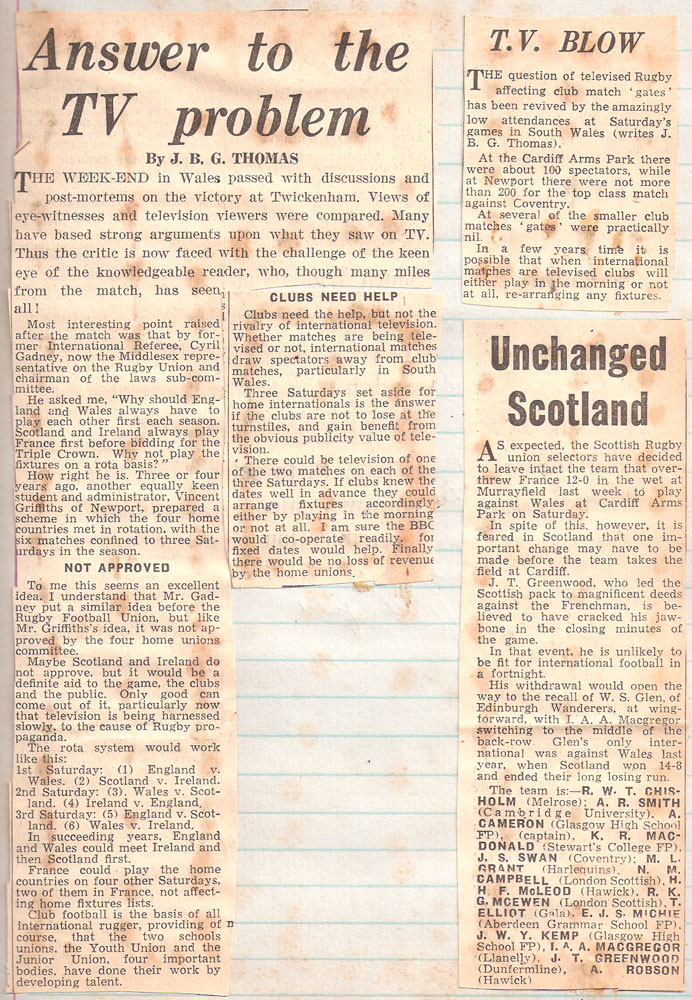 Answer to the
TV problem
By J. B. G. THOMAS
THE WEEK-END in Wales passed with discussions and
post-mortems on the victory at Twickenham. Views of
eye-witnesses and television viewers were compared. Many
have based strong arguments upon what they saw on TV.
Thus the critic is now faced with the challenge of the keen
eye of the knowledgeable reader, who, though many miles
from the match, has seen
all!
Most interesting point raised
after the match was that by for-
mer International Referee, Cyril
Gadney, now the Middlesex repre-
sentative on the Rugby Union and
chairman of the laws sub-com-
mittee.
He asked me, "Why should Eng-
land and Wales always have to
play each other first each season.
Scotland and Ireland always play
France first before bidding for the
Triple Crown. Why not play the
fixtures on a rota basis?"
How right he is. Three or four
years ago, another equally keen
student and administrator, Vincent
Griffiths of Newport, prepared a
scheme in which the four home
countries met in rotation, with the
six matches confined to three Sat-
urdays in the season.
NOT APPROVED
To me this seems an excellent
idea. I understand that Mr. Gad-
ney put a similar idea before the
Rugby Football Union, but like
Mr. Griffiths's idea, it was not ap-
proved by the four home unions
committee.
Maybe Scotland and Ireland do
not approve, but it would be a
definite aid to the game, the clubs
and the public. Only good can
come out of it, particularly now
that television is being harnessed
slowly, to the cause of Rugby pro-
paganda.
The rota system would work
like this:
1st Saturday: (1) England v.
Wales. (2) Scotland v. Ireland.
2nd Saturday: (3). Wales v. Scot-
land. (4) Ireland v. England.
3rd Saturday: (5) England v. Scot-
land. (6) Wales v. Ireland.
In succeeding years, England
and Wales could meet Ireland and
then Scotland first.
France could play the home
countries on four other Saturdays,
two of them in France, not affect-
ing home fixtures lists.
Club football is the basis of all
international rugger, providing of
course, that the two schools
unions, the Youth Union and the
Junior Union, four important
bodies, have done their work by
developing talent.
CLUBS NEED HELP
Clubs need the help, but not the
rivalry of international television.
Whether matches are being tele-
vised or not, international matches
draw spectators away from club
matches, particularly in South
Wales.
Three Saturdays set aside for
home internationals is the answer
if the clubs are not to lose at the
turnstiles, and gain benefit from
the obvious publicity value of tele-
vision.
There could be television of one
of the two matches on each of the
three Saturdays. If clubs knew the
dates well in advance they could
arrange fixtures accordingly,
either by playing in the morning
or not at all. I am sure the BBC
would co-operate readily, for
fixed dates would help. Finally
there would be no loss of revenue
by the home unions.
T.V. BLOW
THE question of televised Rugby
affecting club match 'gates'
has been revived by the amazingly
low attendances at Saturday's
games in South Wales (writes J.
B. G. Thomas).
At the Cardiff Arms Park there
were about 100 spectators, while
at Newport there were not more
than 200 for the top class match
against Coventry.
At several of the smaller club
matches 'gates' were practically
nil.
In a few years time it is
possible that when international
matches are televised clubs will
either play in the morning or not
at all, re-arranging any fixtures.
Unchanged
Scotland
AS expected, the Scottish Rugby
union selectors have decided
to leave intact the team that over-
threw France 12-0 in the wet at
Murrayfield last week to play
against Wales at Cardiff Arms
Park on Saturday.
In spite of this, however, it is
feared in Scotland that one im-
portant change may have to be
made before the team takes the
field at Cardiff.
J. T. Greenwood, who led the
Scottish pack to magnificent deeds
against the Frenchman, is be-
lieved to have cracked his jaw-
bone in the closing minutes of
the game.
In that event, he is unlikely to
be fit for international football in
a fortnight.
His withdrawal would open the
way to the recall of W. S. Glen, of
Edinburgh Wanderers, at wing-
forward, with I. A. A. Macgregor
switching to the middle of the
back-row. Glen's only inter-
national was against Wales last
year, when Scotland won 14-8
and ended their long losing run.
The team is:—R. W. T. CHIS-
HOLM (Melrose); A. R. SMITH
(Cambridge University), A.
CAMERON (Glasgow High School
FP), (captain), K. R. MAC-
DONALD (Stewart's College FP),
J. S. SWAN (Coventry); M. L.
GRANT (Harlequins), N. M.
CAMPBELL (London Scottish), H.
H. F. McLEOD (Hawick), R. K.
G. MCEWEN (London Scottish), T.
ELLIOT (Gala), E. J. S. MICHIE
(Aberdeen Grammar School FP),
J. W. Y. KEMP (Glasgow High
School FP), I. A. A. MACGREGOR
(Llanelly), J. T. GREENWOOD
(Dunfermline), A. ROBSON
(Hawick)